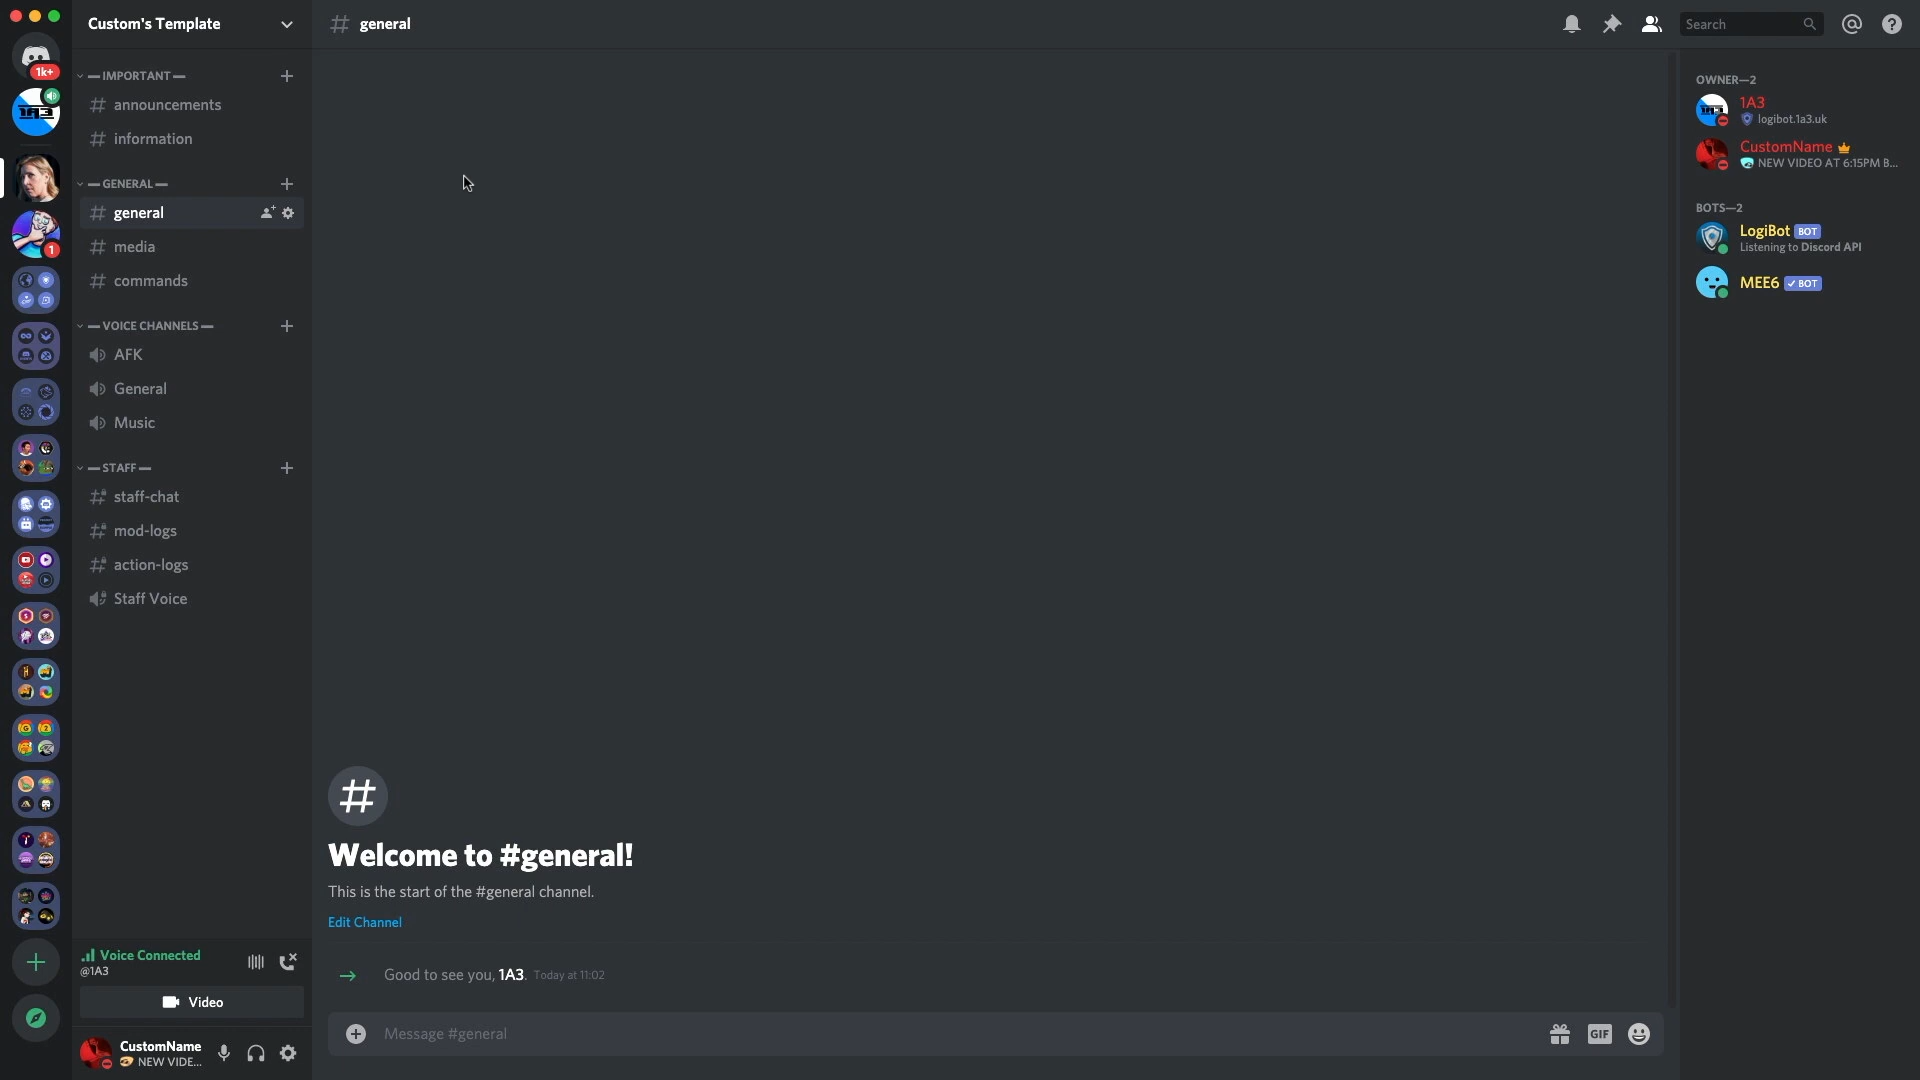 Custom's Template
# general
Search
1k+
1A3
1
— IMPORTANT —
# announcements
# information
— GENERAL —
# general
# media
# commands
— VOICE CHANNELS —
AFK
General
Music
— STAFF —
# staff-chat
# mod-logs
# action-logs
Staff Voice
Voice Connected
@1A3
Video
CustomName
NEW VIDE...
#
Welcome to #general!
This is the start of the #general channel.
Edit Channel
Good to see you, 1A3. Today at 11:02
Message #general
GIF
OWNER—2
1A3
logibot.1a3.uk
CustomName
NEW VIDEO AT 6:15PM B...
BOTS—2
LogiBot BOT
Listening to Discord API
MEE6 ✓ BOT